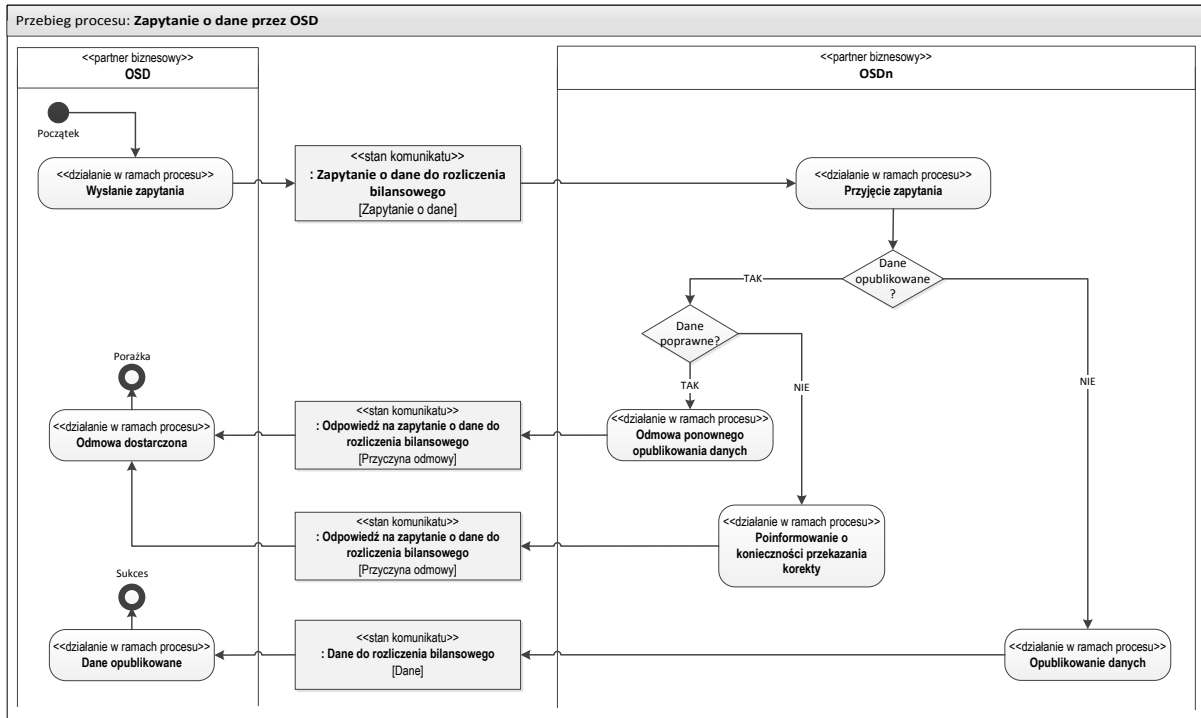 Przebieg procesu: Zapytanie o dane przez OSD
<<partner biznesowy>>
OSD
<<partner biznesowy>>
OSDn
Początek
<<działanie w ramach procesu>>
Wysłanie zapytania
<<stan komunikatu>>
: Zapytanie o dane do rozliczenia
bilansowego
[Zapytanie o dane]
<<działanie w ramach procesu>>
Przyjęcie zapytania
Dane
opublikowane
?
TAK
NIE
Dane
poprawne?
TAK
NIE
Porażka
<<działanie w ramach procesu>>
Odmowa dostarczona
<<stan komunikatu>>
: Odpowiedź na zapytanie o dane do
rozliczenia bilansowego
[Przyczyna odmowy]
<<działanie w ramach procesu>>
Odmowa ponownego
opublikowania danych
<<stan komunikatu>>
: Odpowiedź na zapytanie o dane do
rozliczenia bilansowego
[Przyczyna odmowy]
<<działanie w ramach procesu>>
Poinformowanie o
konieczności przekazania
korekty
Sukces
<<działanie w ramach procesu>>
Dane opublikowane
<<stan komunikatu>>
: Dane do rozliczenia bilansowego
[Dane]
<<działanie w ramach procesu>>
Opublikowanie danych